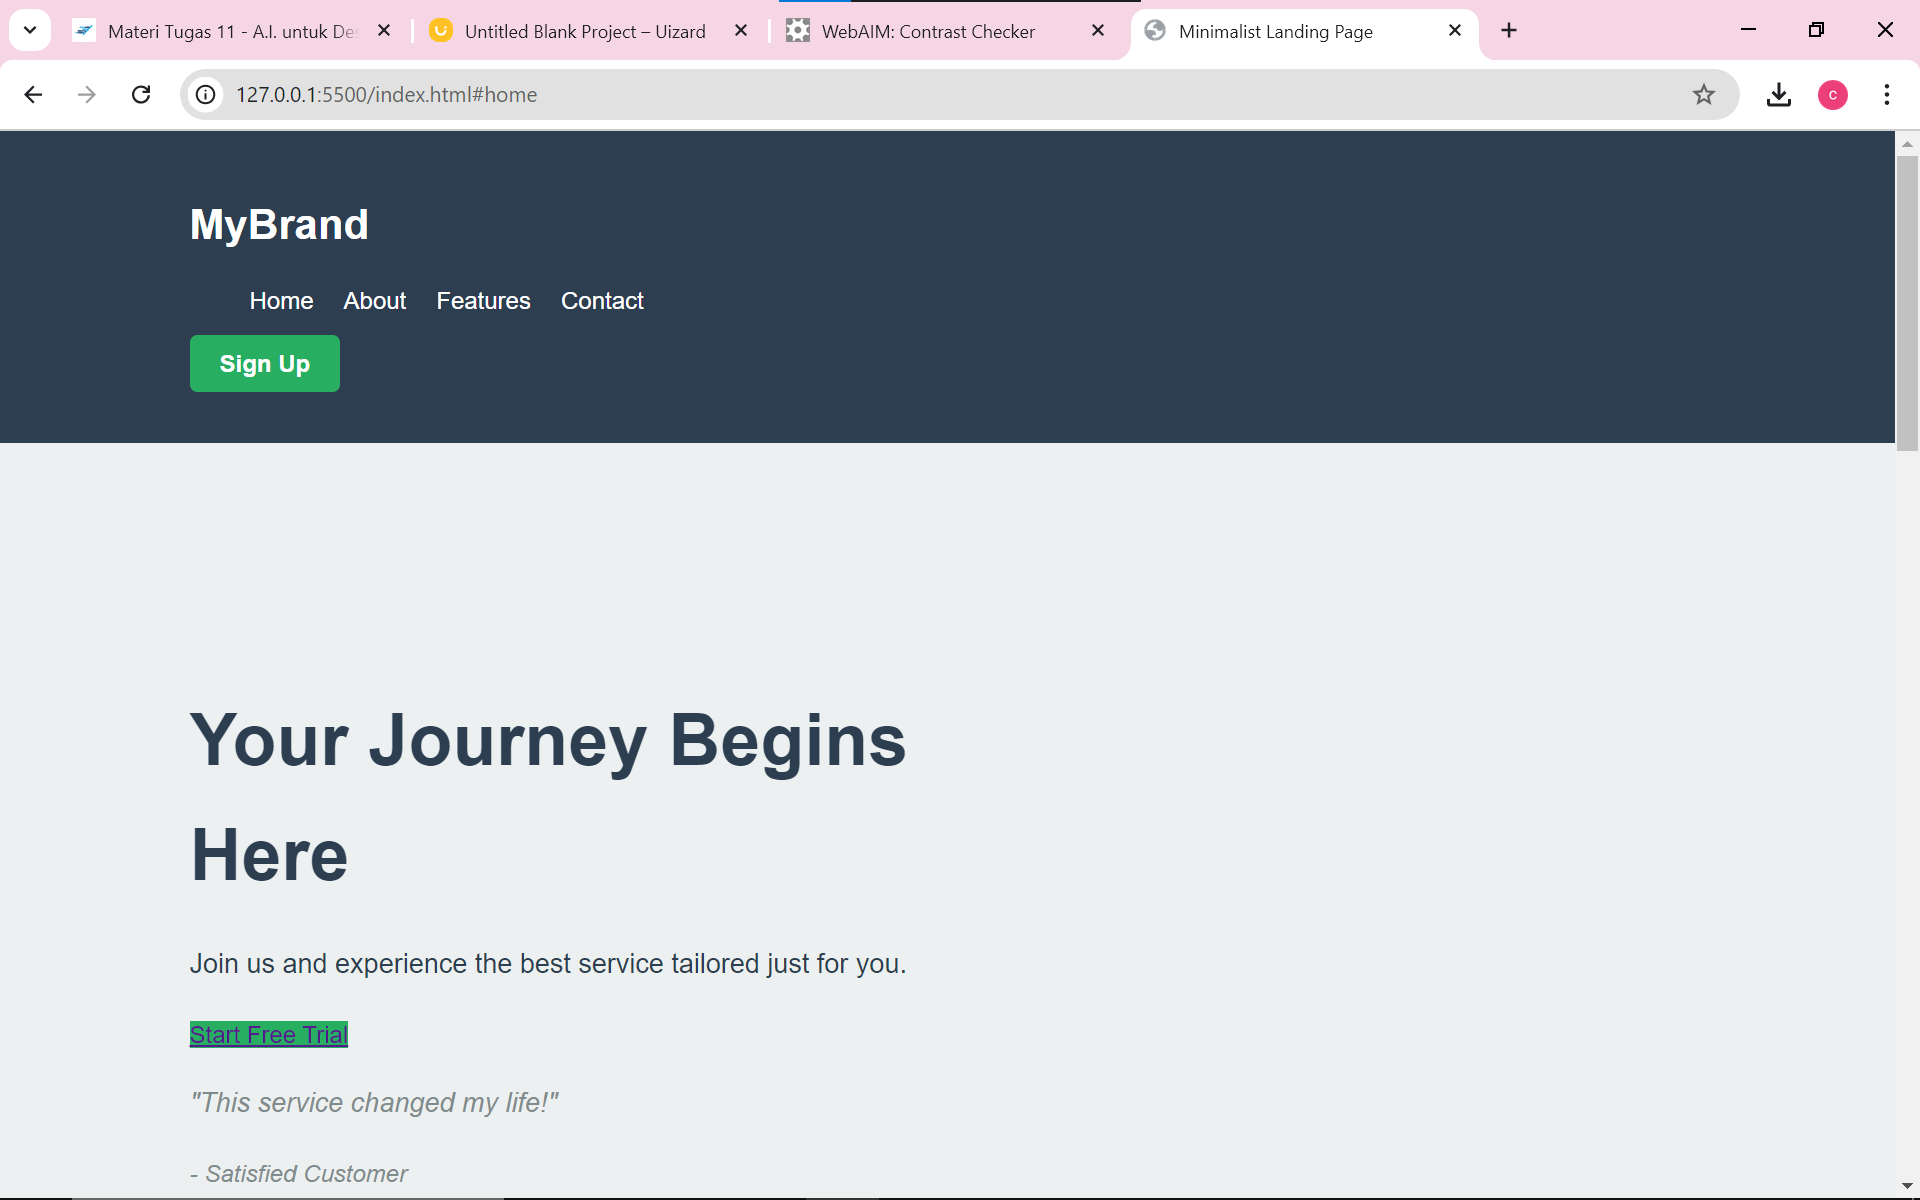 Materi Tugas 11 - A.I. untuk De
Untitled Blank Project – Uizard
WebAIM: Contrast Checker
Minimalist Landing Page
127.0.0.1:5500/index.html#home
C
MyBrand
Home About Features Contact
Sign Up
Your Journey Begins
Here
Join us and experience the best service tailored just for you.
Start Free Trial
"This service changed my life!"
- Satisfied Customer